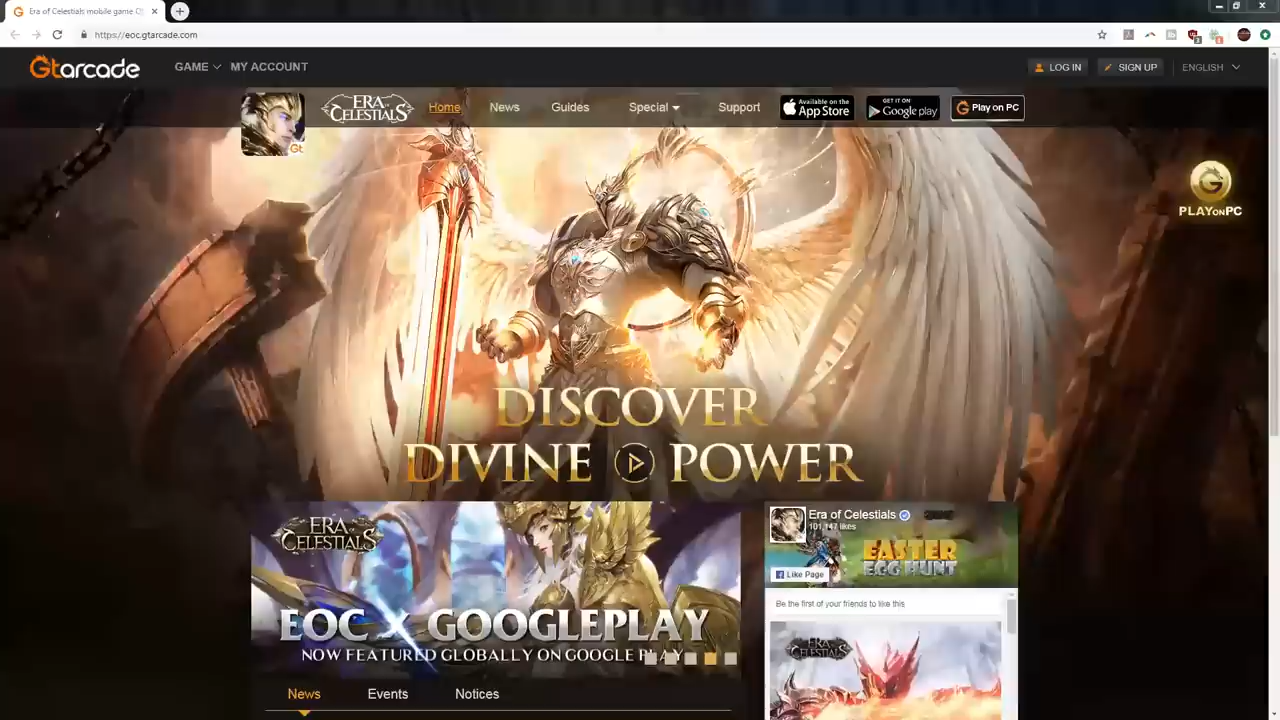 Era of Celestials mobile game
https://eoc.gtarcade.com
Gtarcade
GAME
MY ACCOUNT
LOG IN
SIGN UP
ENGLISH
ERA OF CELESTIALS
Home
News
Guides
Special
Support
Available on the App Store
GET IT ON Google play
Play on PC
Gt
PLAY ON PC
DISCOVER
DIVINE POWER
ERA OF CELESTIALS
EOC X GOOGLEPLAY
NOW FEATURED GLOBALLY ON GOOGLE PLAY
Era of Celestials
101,147 likes
EASTER
EGG HUNT
Like Page
Be the first of your friends to like this
ERA OF CELESTIALS
News
Events
Notices